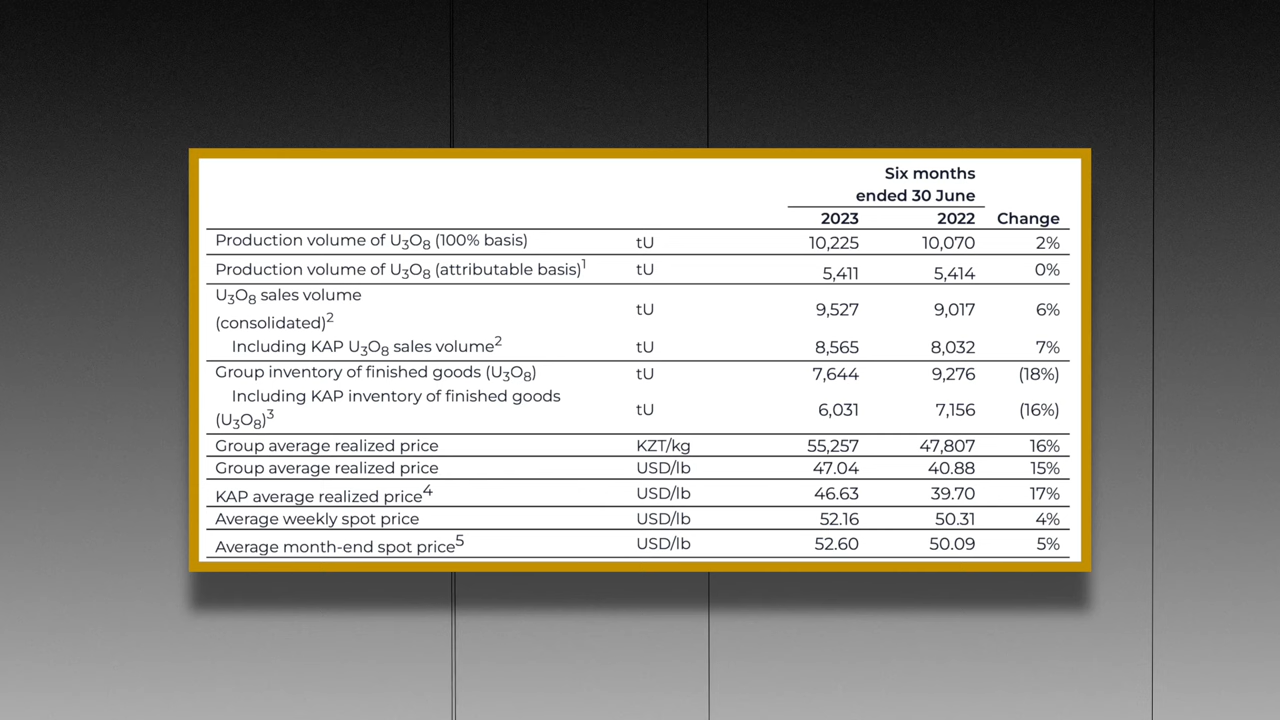 Six months
ended 30 June
2023 2022 Change
Production volume of U₃O₈ (100% basis) tU 10,225 10,070 2%
Production volume of U₃O₈ (attributable basis)¹ tU 5,411 5,414 0%
U₃O₈ sales volume
(consolidated)² tU 9,527 9,017 6%
Including KAP U₃O₈ sales volume² tU 8,565 8,032 7%
Group inventory of finished goods (U₃O₈) tU 7,644 9,276 (18%)
Including KAP inventory of finished goods
(U₃O₈)³ tU 6,031 7,156 (16%)
Group average realized price KZT/kg 55,257 47,807 16%
Group average realized price USD/lb 47.04 40.88 15%
KAP average realized price⁴ USD/lb 46.63 39.70 17%
Average weekly spot price USD/lb 52.16 50.31 4%
Average month-end spot price⁵ USD/lb 52.60 50.09 5%